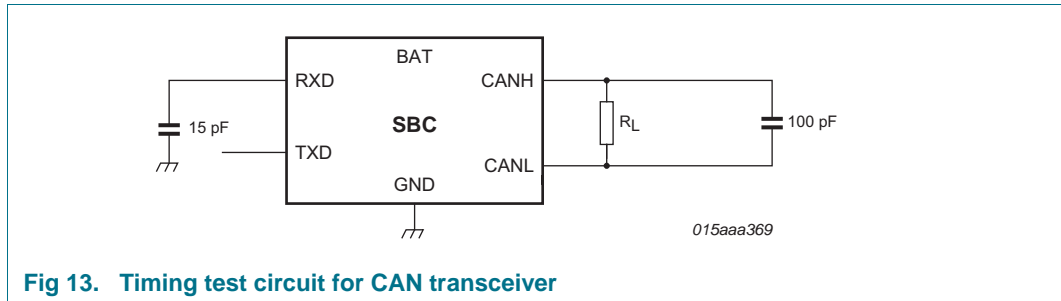 BAT
RXD
CANH
15 pF
SBC
RL
100 pF
TXD
CANL
GND
015aaa369
Fig 13. Timing test circuit for CAN transceiver